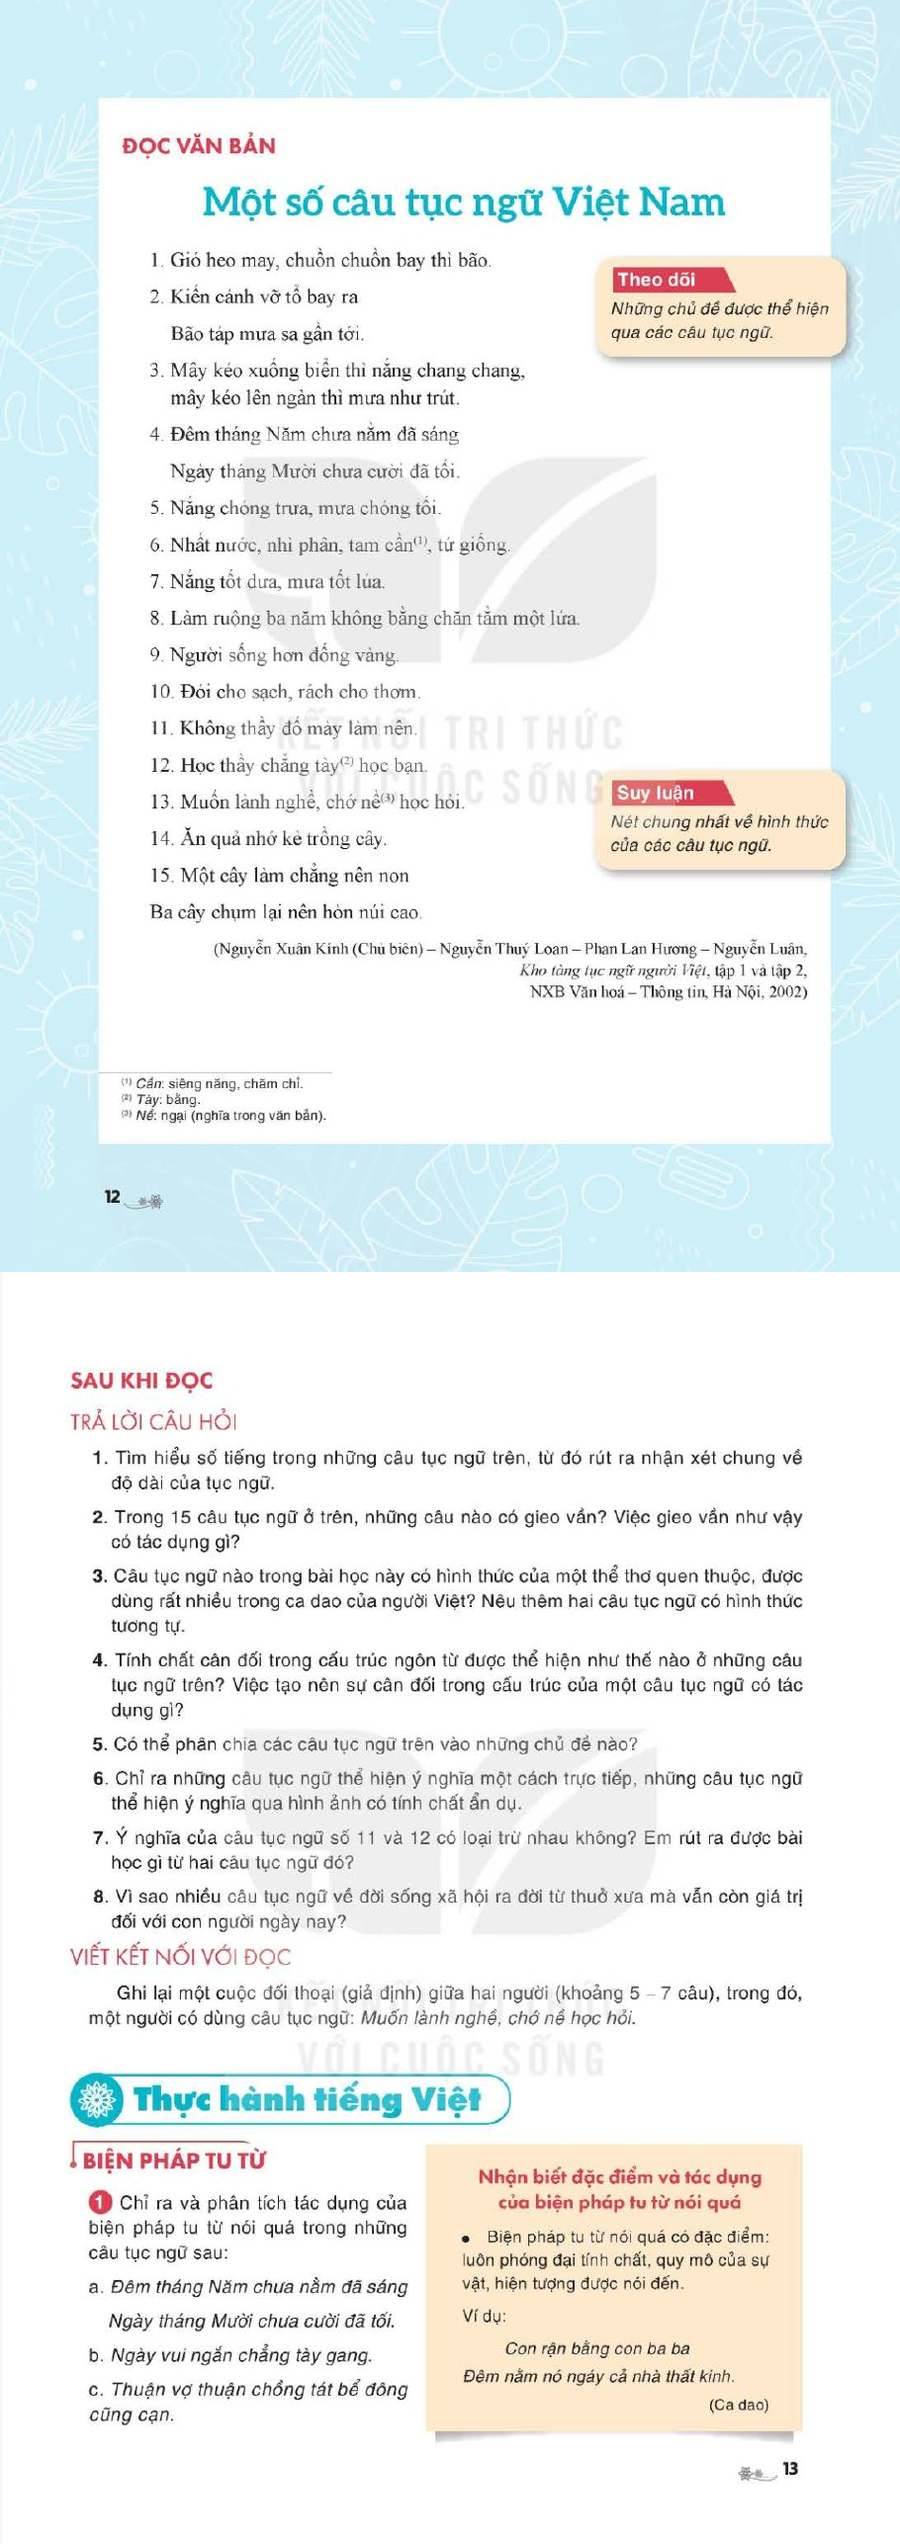 ĐỌC VĂN BẢN
Một số câu tục ngữ Việt Nam
1. Gió heo may, chuồn chuồn bay thì bão.
2. Kiến cánh vỡ tổ bay ra
Bão táp mưa sa gần tới.
3. Mây kéo xuống biển thì nắng chang chang,
mây kéo lên ngàn thì mưa như trút.
4. Đêm tháng Năm chưa nằm đã sáng
Ngày tháng Mười chưa cười đã tối.
5. Nắng chóng trưa, mưa chóng tối.
6. Nhất nước, nhì phân, tam cần(1), tứ giống.
7. Nắng tốt dưa, mưa tốt lúa.
8. Làm ruộng ba năm không bằng chăn tằm một lứa.
9. Người sống hơn đống vàng.
10. Đói cho sạch, rách cho thơm.
11. Không thầy đố mày làm nên.
12. Học thầy chẳng tày(2) học bạn.
13. Muốn lành nghề, chớ nề(3) học hỏi.
14. Ăn quả nhớ kẻ trồng cây.
15. Một cây làm chẳng nên non
Ba cây chụm lại nên hòn núi cao.
Theo dõi
Những chủ đề được thể hiện
qua các câu tục ngữ.
Suy luận
Nét chung nhất về hình thức
của các câu tục ngữ.
KẾT NỐI TRI THỨC
VỚI CUỘC SỐNG
(Nguyễn Xuân Kính (Chủ biên) – Nguyễn Thuý Loan – Phan Lan Hương – Nguyễn Luân,
Kho tàng tục ngữ người Việt, tập 1 và tập 2,
NXB Văn hoá – Thông tin, Hà Nội, 2002)
(1) Cần: siêng năng, chăm chỉ.
(2) Tày: bằng.
(3) Nề: ngại (nghĩa trong văn bản).
12
SAU KHI ĐỌC
TRẢ LỜI CÂU HỎI
1. Tìm hiểu số tiếng trong những câu tục ngữ trên, từ đó rút ra nhận xét chung về
độ dài của tục ngữ.
2. Trong 15 câu tục ngữ ở trên, những câu nào có gieo vần? Việc gieo vần như vậy
có tác dụng gì?
3. Câu tục ngữ nào trong bài học này có hình thức của một thể thơ quen thuộc, được
dùng rất nhiều trong ca dao của người Việt? Nêu thêm hai câu tục ngữ có hình thức
tương tự.
4. Tính chất cân đối trong cấu trúc ngôn từ được thể hiện như thế nào ở những câu
tục ngữ trên? Việc tạo nên sự cân đối trong cấu trúc của một câu tục ngữ có tác
dụng gì?
5. Có thể phân chia các câu tục ngữ trên vào những chủ đề nào?
6. Chỉ ra những câu tục ngữ thể hiện ý nghĩa một cách trực tiếp, những câu tục ngữ
thể hiện ý nghĩa qua hình ảnh có tính chất ẩn dụ.
7. Ý nghĩa của câu tục ngữ số 11 và 12 có loại trừ nhau không? Em rút ra được bài
học gì từ hai câu tục ngữ đó?
8. Vì sao nhiều câu tục ngữ về đời sống xã hội ra đời từ thuở xưa mà vẫn còn giá trị
đối với con người ngày nay?
VIẾT KẾT NỐI VỚI ĐỌC
Ghi lại một cuộc đối thoại (giả định) giữa hai người (khoảng 5 – 7 câu), trong đó,
một người có dùng câu tục ngữ: Muốn lành nghề, chớ nề học hỏi.
KẾT NỐI TRI THỨC
VỚI CUỘC SỐNG
Thực hành tiếng Việt
BIỆN PHÁP TU TỪ
1 Chỉ ra và phân tích tác dụng của
biện pháp tu từ nói quá trong những
câu tục ngữ sau:
a. Đêm tháng Năm chưa nằm đã sáng
Ngày tháng Mười chưa cười đã tối.
b. Ngày vui ngắn chẳng tày gang.
c. Thuận vợ thuận chồng tát bể đông
cũng cạn.
Nhận biết đặc điểm và tác dụng
của biện pháp tu từ nói quá
• Biện pháp tu từ nói quá có đặc điểm:
luôn phóng đại tính chất, quy mô của sự
vật, hiện tượng được nói đến.
Ví dụ:
Con rận bằng con ba ba
Đêm nằm nó ngáy cả nhà thất kinh.
(Ca dao)
13